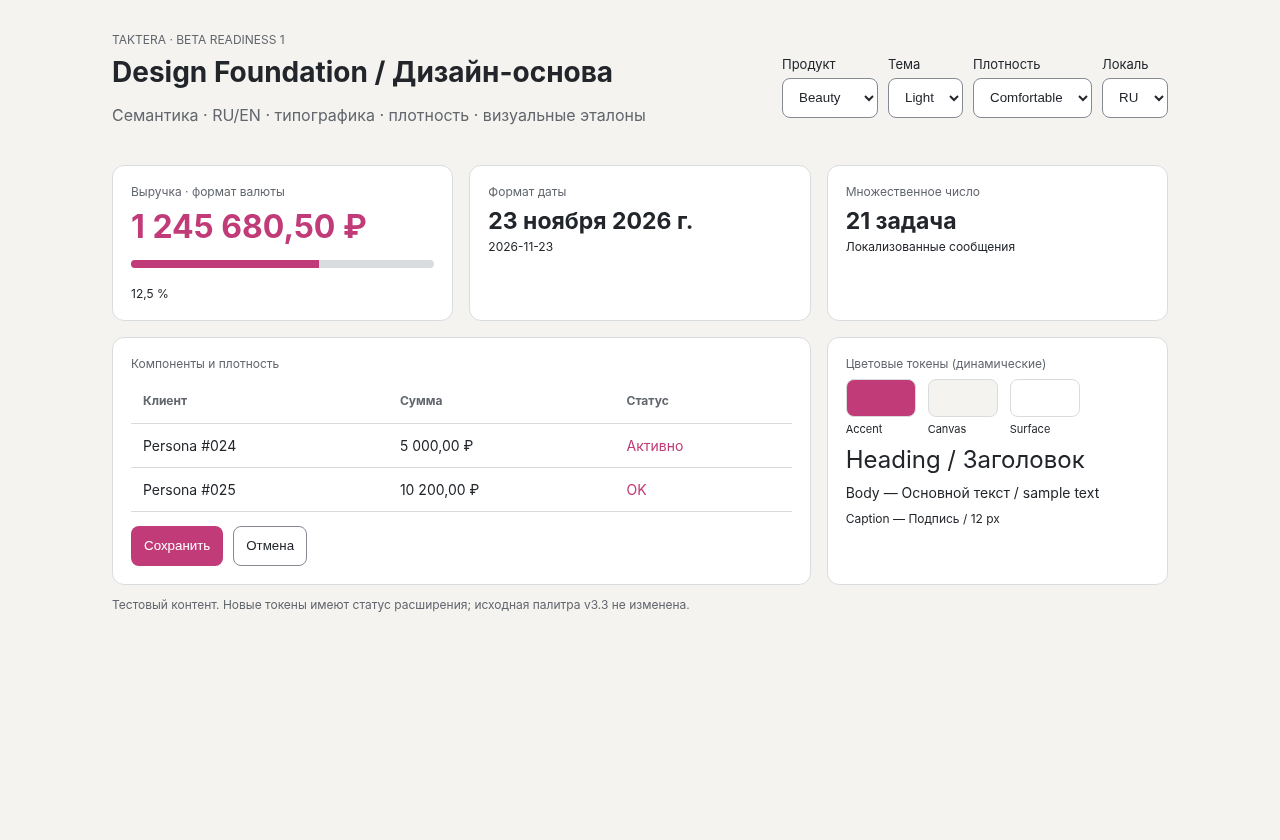 TAKTERA · BETA READINESS 1
Design Foundation / Дизайн-основа
Семантика · RU/EN · типографика · плотность · визуальные эталоны
Продукт Тема Плотность Локаль
Beauty Light Comfortable RU
Выручка · формат валюты
1 245 680,50 ₽
12,5 %
Формат даты
23 ноября 2026 г.
2026-11-23
Множественное число
21 задача
Локализованные сообщения
Компоненты и плотность
Клиент Сумма Статус
Persona #024 5 000,00 ₽ Активно
Persona #025 10 200,00 ₽ OK
Сохранить Отмена
Цветовые токены (динамические)
Accent Canvas Surface
Heading / Заголовок
Body — Основной текст / sample text
Caption — Подпись / 12 px
Тестовый контент. Новые токены имеют статус расширения; исходная палитра v3.3 не изменена.